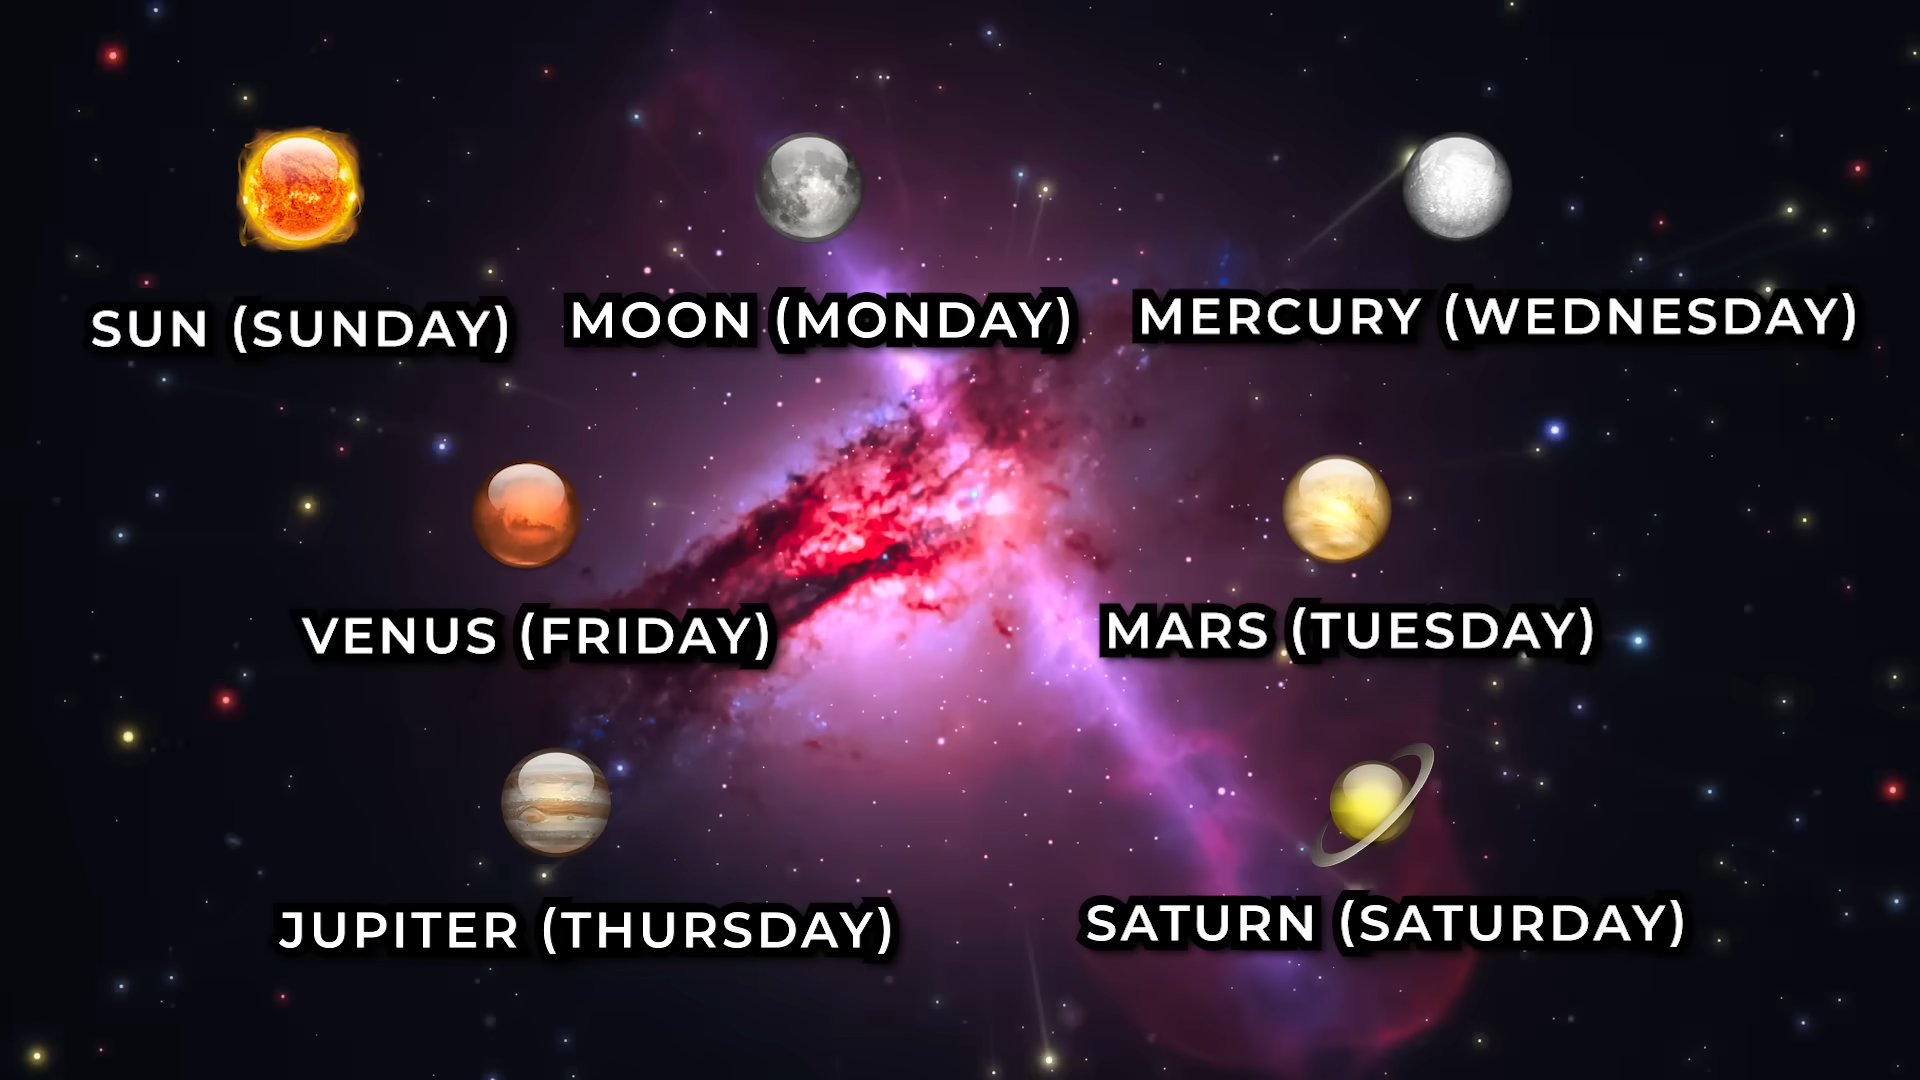 SUN (SUNDAY)
MOON (MONDAY)
MERCURY (WEDNESDAY)
VENUS (FRIDAY)
MARS (TUESDAY)
JUPITER (THURSDAY)
SATURN (SATURDAY)